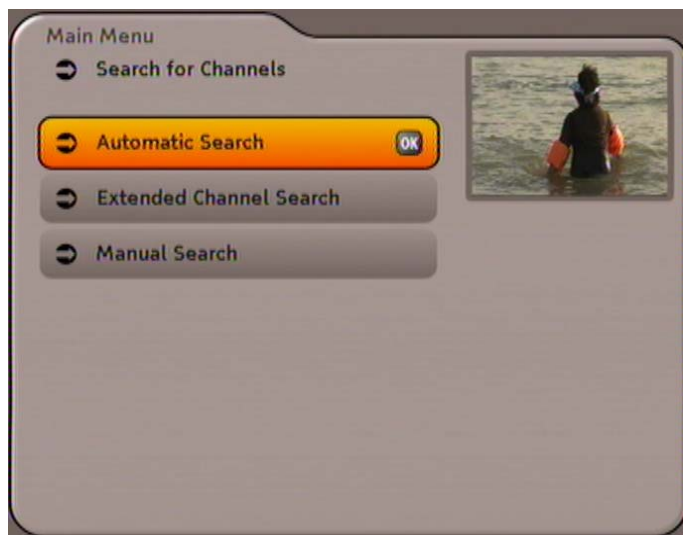 Main Menu
Search for Channels
Automatic Search OK
Extended Channel Search
Manual Search